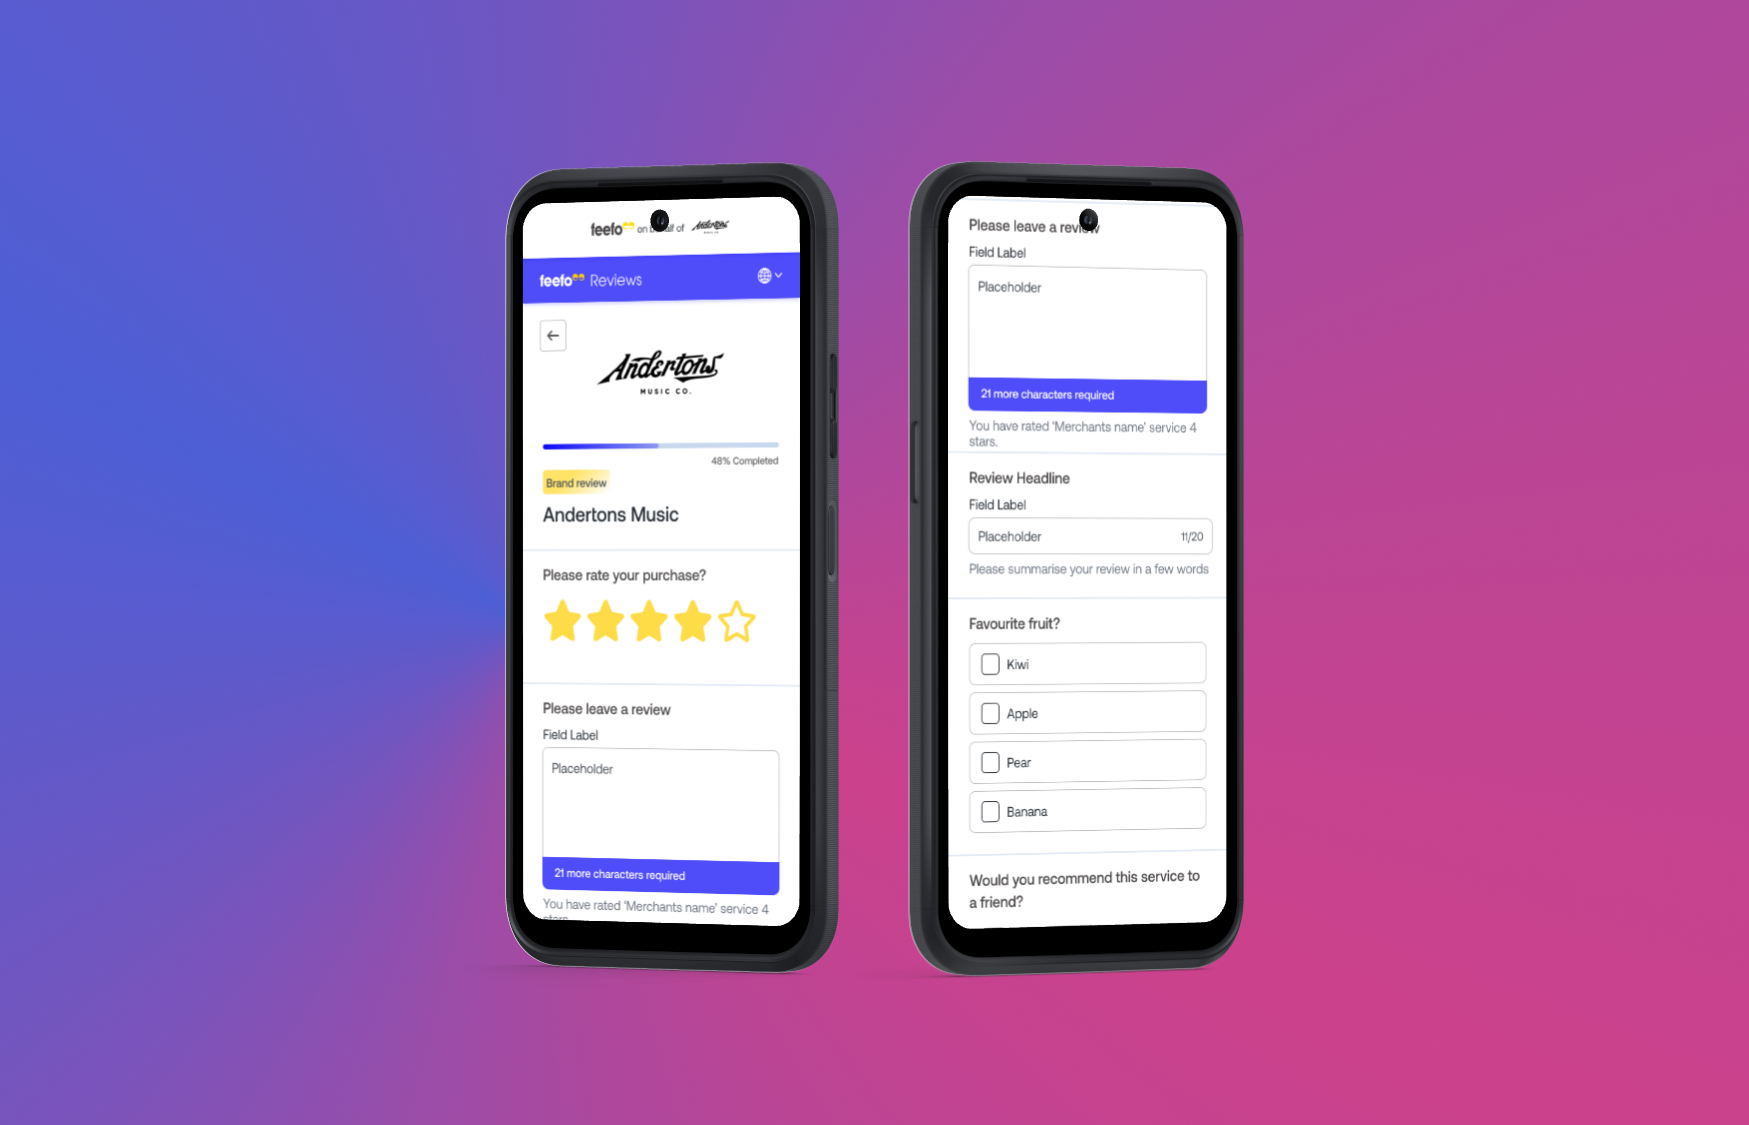 feefo on behalf of Andertons
MUSIC CO.
feefo Reviews
Andertons
MUSIC CO.
48% Completed
Brand review
Andertons Music
Please rate your purchase?
Please leave a review
Field Label
Placeholder
21 more characters required
You have rated 'Merchants name' service 4
stars.
Please leave a review
Field Label
Placeholder
21 more characters required
You have rated 'Merchants name' service 4
stars.
Review Headline
Field Label
Placeholder 11/20
Please summarise your review in a few words
Favourite fruit?
Kiwi
Apple
Pear
Banana
Would you recommend this service to
a friend?